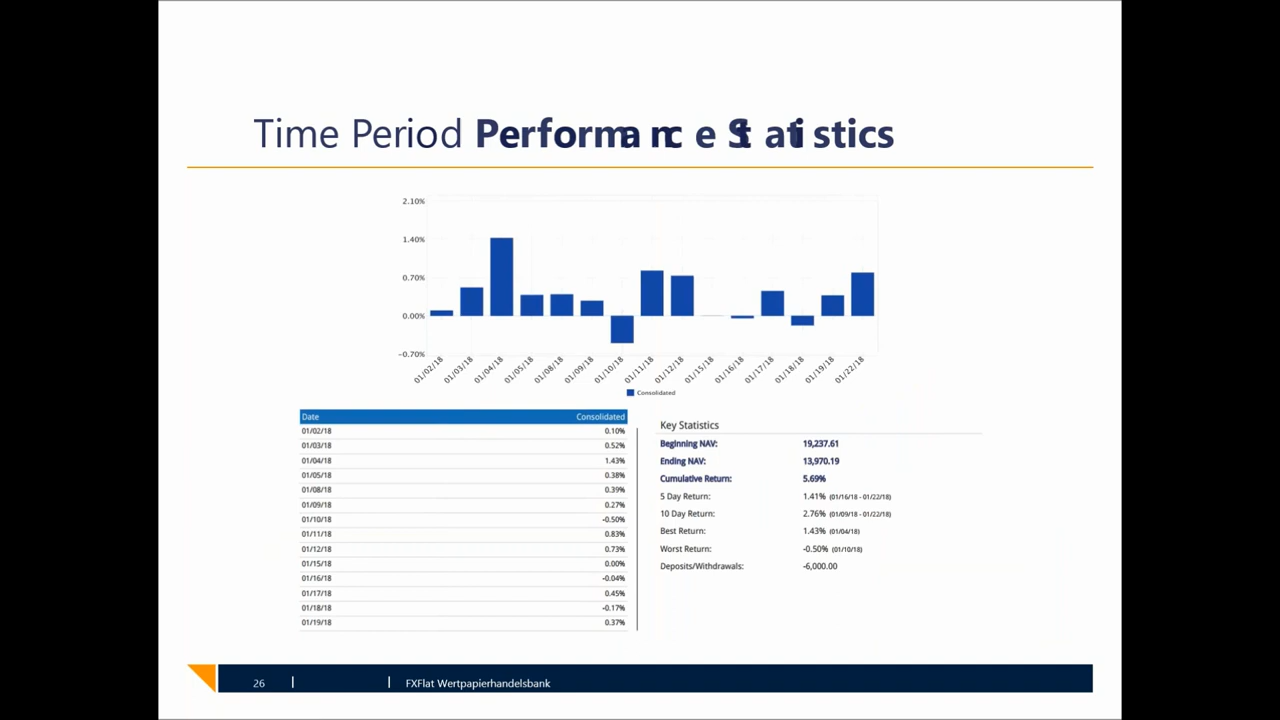 Time Period Performance Statistics
2.10%
1.40%
0.70%
0.00%
−0.70%
01/02/18 01/03/18 01/04/18 01/05/18 01/08/18 01/09/18 01/10/18 01/11/18 01/12/18 01/15/18 01/16/18 01/17/18 01/18/18 01/19/18 01/22/18
Consolidated
Date Consolidated
01/02/18 0.10%
01/03/18 0.52%
01/04/18 1.43%
01/05/18 0.38%
01/08/18 0.39%
01/09/18 0.27%
01/10/18 -0.50%
01/11/18 0.83%
01/12/18 0.73%
01/15/18 0.00%
01/16/18 -0.04%
01/17/18 0.45%
01/18/18 -0.17%
01/19/18 0.37%
Key Statistics
Beginning NAV: 19,237.61
Ending NAV: 13,970.19
Cumulative Return: 5.69%
5 Day Return: 1.41% (01/16/18 - 01/22/18)
10 Day Return: 2.76% (01/09/18 - 01/22/18)
Best Return: 1.43% (01/04/18)
Worst Return: -0.50% (01/10/18)
Deposits/Withdrawals: -6,000.00
26 | | FXFlat Wertpapierhandelsbank